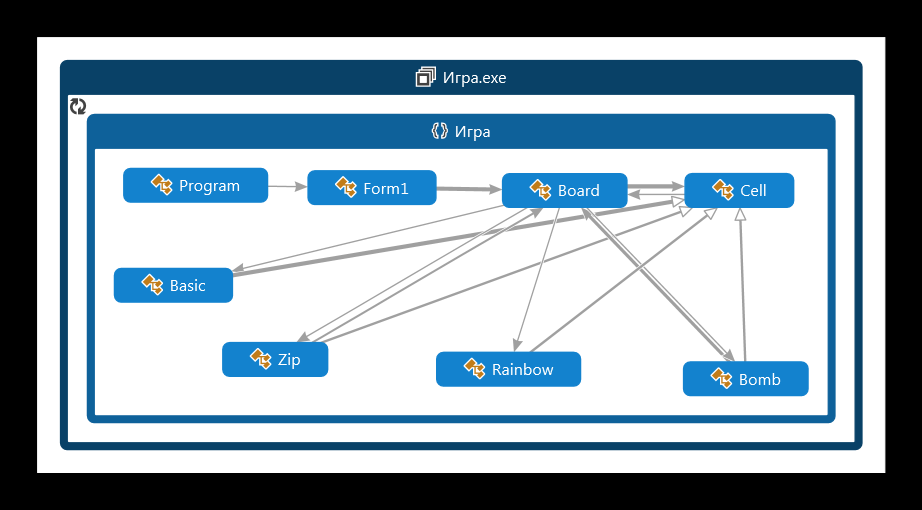 Игра.exe
Игра
Program
Form1
Board
Cell
Basic
Zip
Rainbow
Bomb